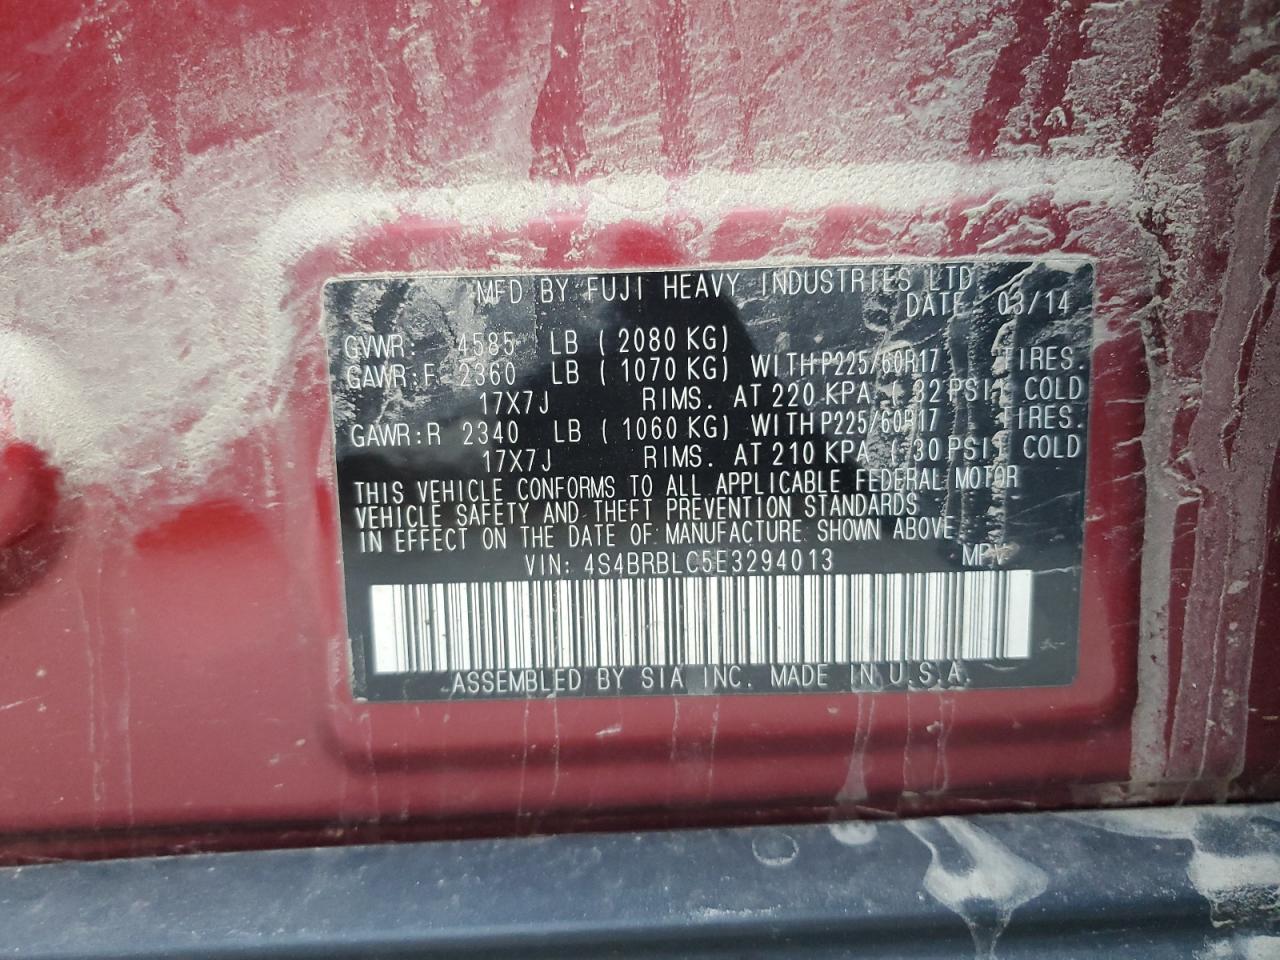 MFD BY FUJI HEAVY INDUSTRIES LTD
DATE: 03/14
GVWR: 4585 LB ( 2080 KG)
GAWR:F 2360 LB ( 1070 KG) WITH P225/60R17 TIRES.
17X7J RIMS. AT 220 KPA ( 32 PSI) COLD
GAWR:R 2340 LB ( 1060 KG) WITH P225/60R17 TIRES.
17X7J RIMS. AT 210 KPA ( 30 PSI) COLD
THIS VEHICLE CONFORMS TO ALL APPLICABLE FEDERAL MOTOR
VEHICLE SAFETY AND THEFT PREVENTION STANDARDS
IN EFFECT ON THE DATE OF MANUFACTURE SHOWN ABOVE
VIN: 4S4BRBLC5E3294013 MPV
ASSEMBLED BY SIA INC. MADE IN U.S.A.